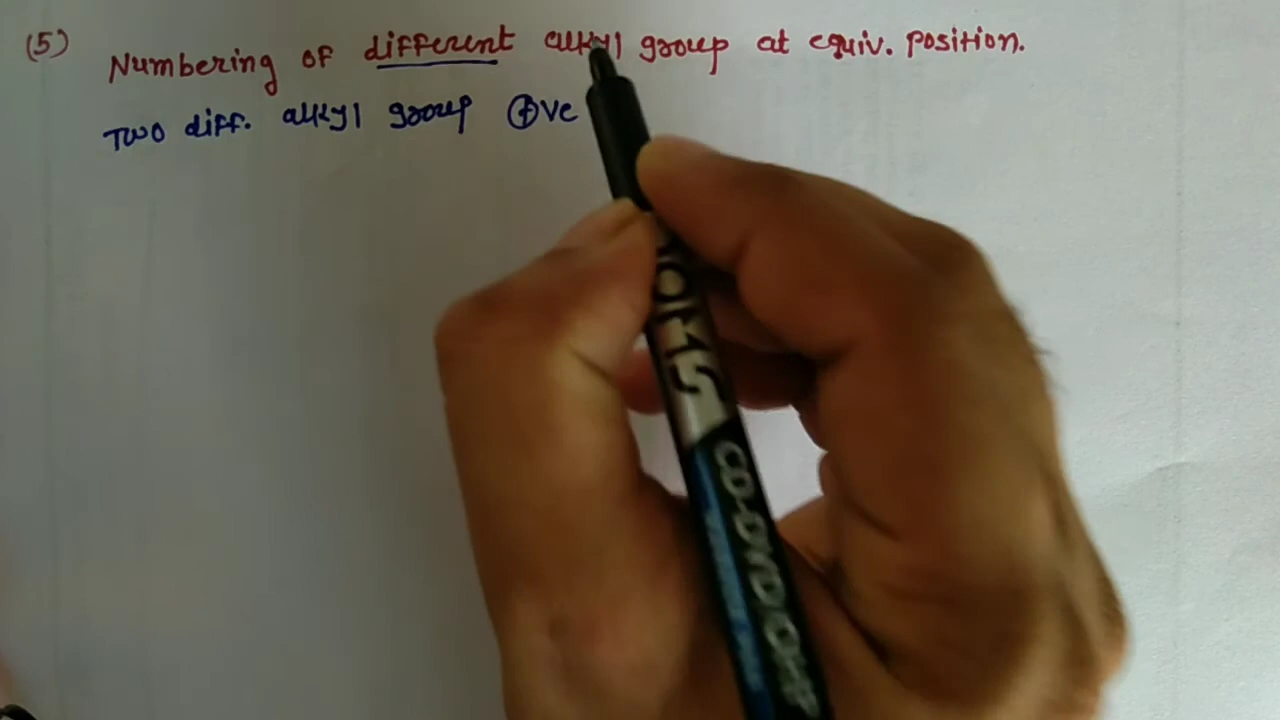 (5) Numbering of different alkyl group at equiv. position.
Two diff. alkyl group ⊕ve